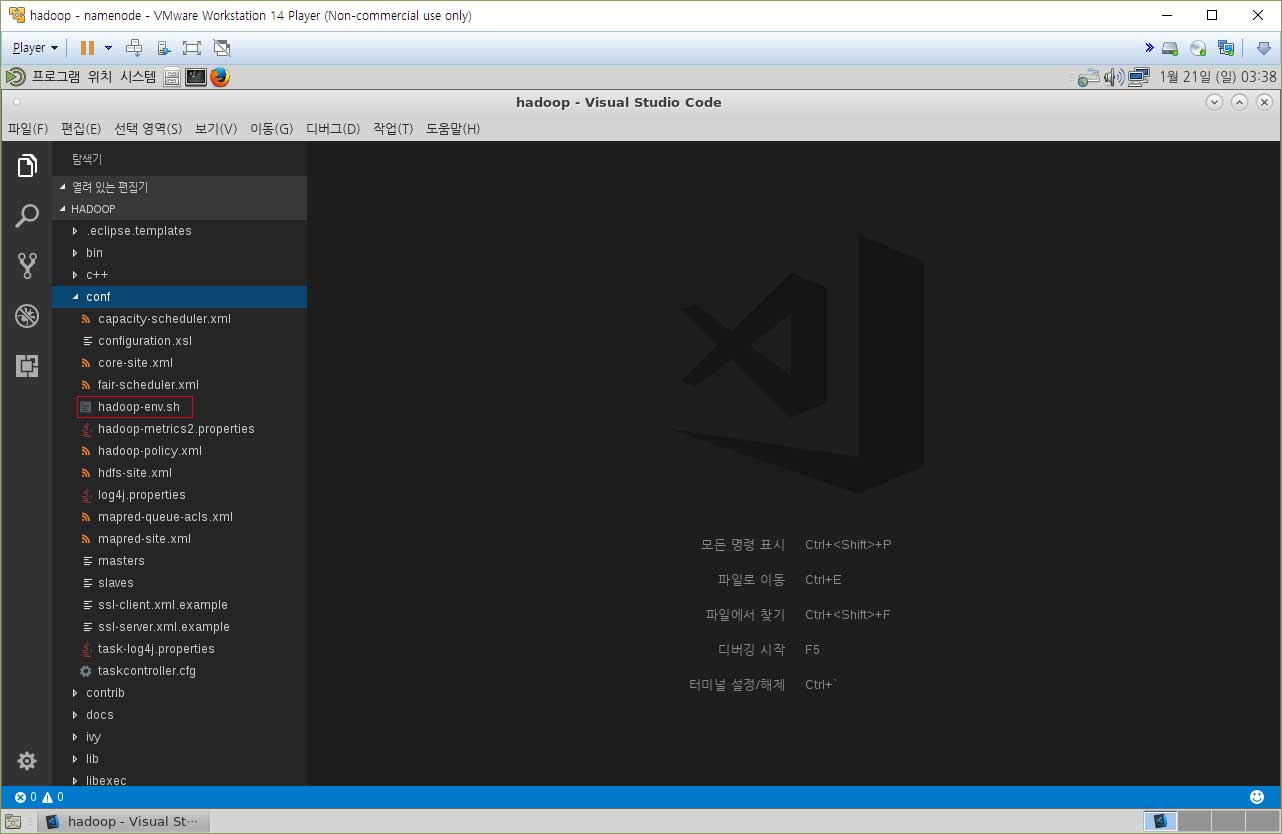 hadoop - namenode - VMware Workstation 14 Player (Non-commercial use only)
Player
프로그램 위치 시스템 1월 21일 (일) 03:38
hadoop - Visual Studio Code
파일(F) 편집(E) 선택 영역(S) 보기(V) 이동(G) 디버그(D) 작업(T) 도움말(H)
탐색기
열려 있는 편집기
HADOOP
.eclipse.templates
bin
c++
conf
capacity-scheduler.xml
configuration.xsl
core-site.xml
fair-scheduler.xml
hadoop-env.sh
hadoop-metrics2.properties
hadoop-policy.xml
hdfs-site.xml
log4j.properties
mapred-queue-acls.xml
mapred-site.xml
masters
slaves
ssl-client.xml.example
ssl-server.xml.example
task-log4j.properties
taskcontroller.cfg
contrib
docs
ivy
lib
libexec
모든 명령 표시 Ctrl+<Shift>+P
파일로 이동 Ctrl+E
파일에서 찾기 Ctrl+<Shift>+F
디버깅 시작 F5
터미널 설정/해제 Ctrl+`
0 0
hadoop - Visual St···